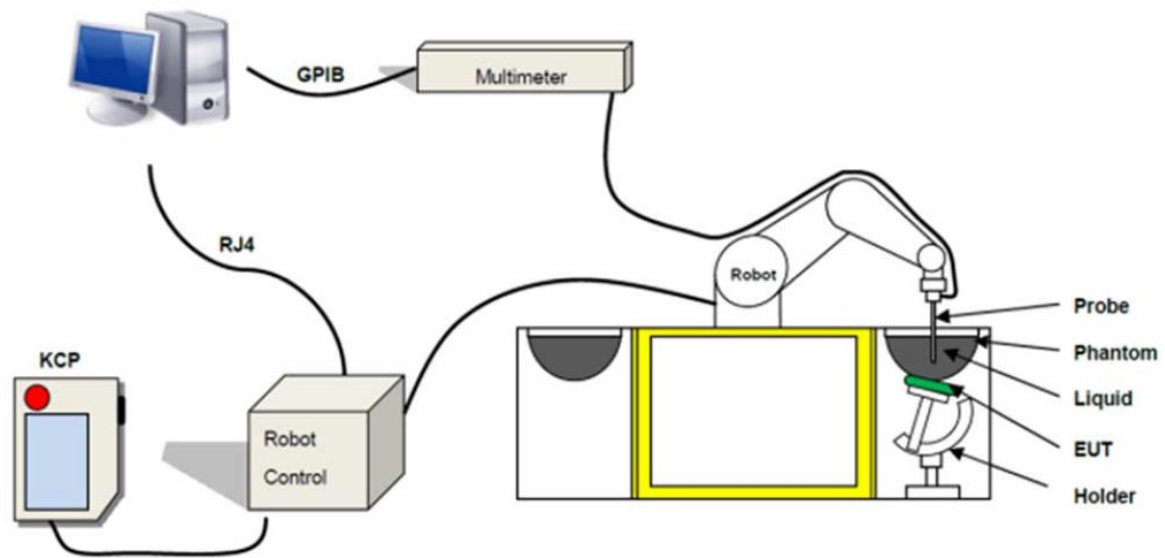 GPIB
Multimeter
RJ4
Robot
Probe
Phantom
Liquid
EUT
Holder
KCP
Robot
Control